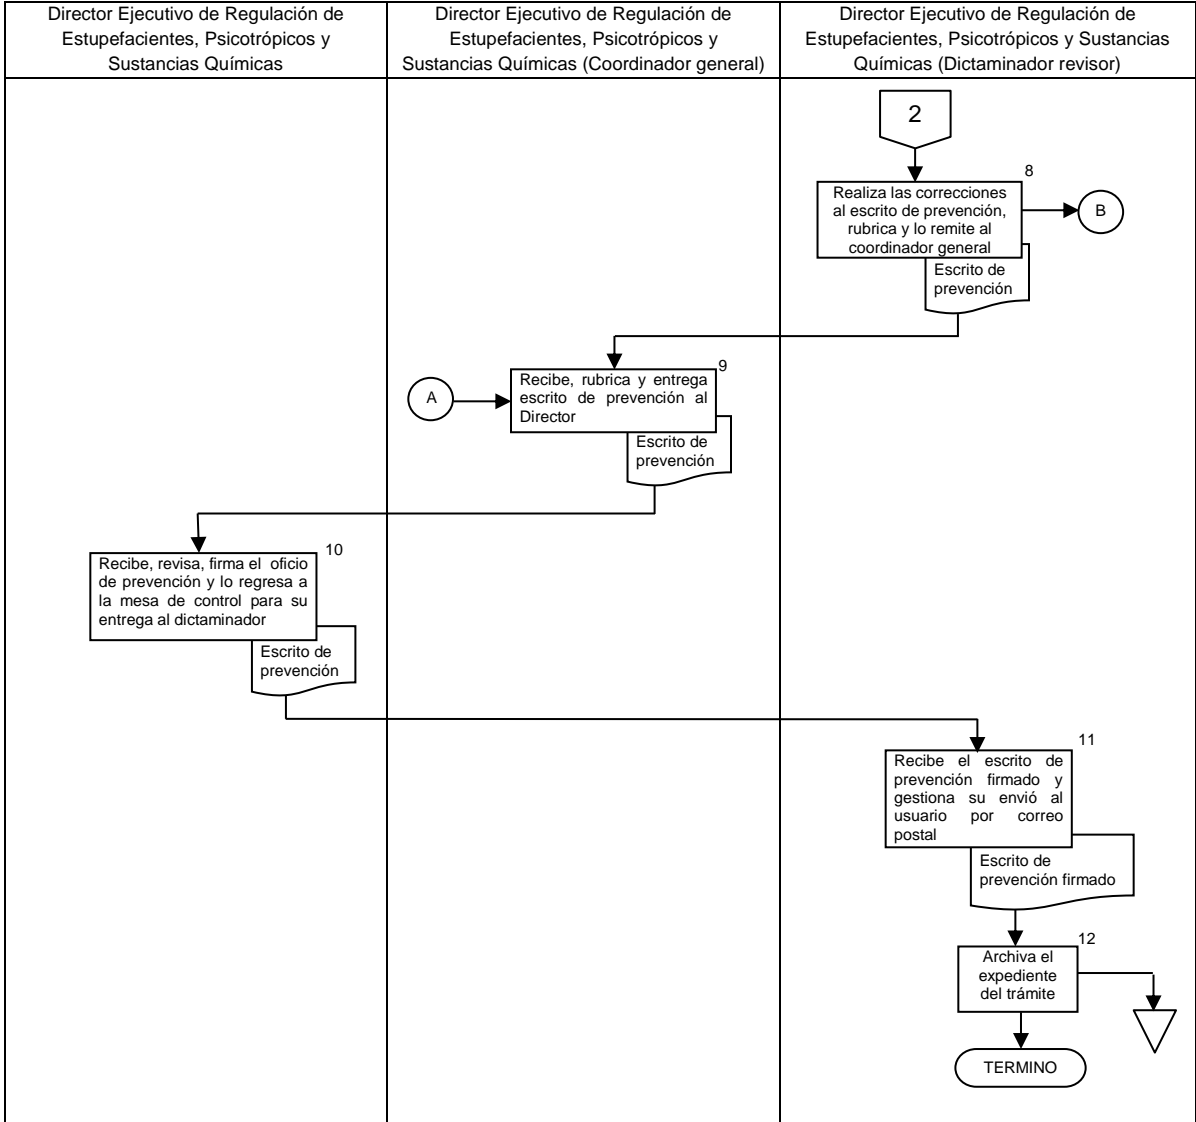 Director Ejecutivo de Regulación de
Estupefacientes, Psicotrópicos y
Sustancias Químicas
Director Ejecutivo de Regulación de
Estupefacientes, Psicotrópicos y
Sustancias Químicas (Coordinador general)
Director Ejecutivo de Regulación de
Estupefacientes, Psicotrópicos y Sustancias
Químicas (Dictaminador revisor)
2
8
Realiza las correcciones
al escrito de prevención,
rubrica y lo remite al
coordinador general
B
Escrito de
prevención
9
A
Recibe, rubrica y entrega
escrito de prevención al
Director
Escrito de
prevención
10
Recibe, revisa, firma el oficio
de prevención y lo regresa a
la mesa de control para su
entrega al dictaminador
Escrito de
prevención
11
Recibe el escrito de
prevención firmado y
gestiona su envió al
usuario por correo
postal
Escrito de
prevención firmado
12
Archiva el
expediente
del trámite
TERMINO